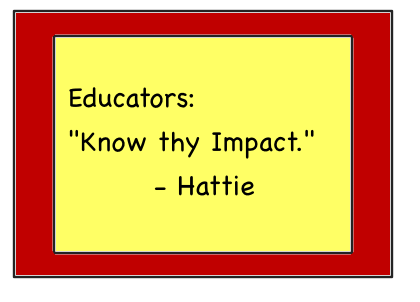 Educators:
"Know thy Impact."
- Hattie